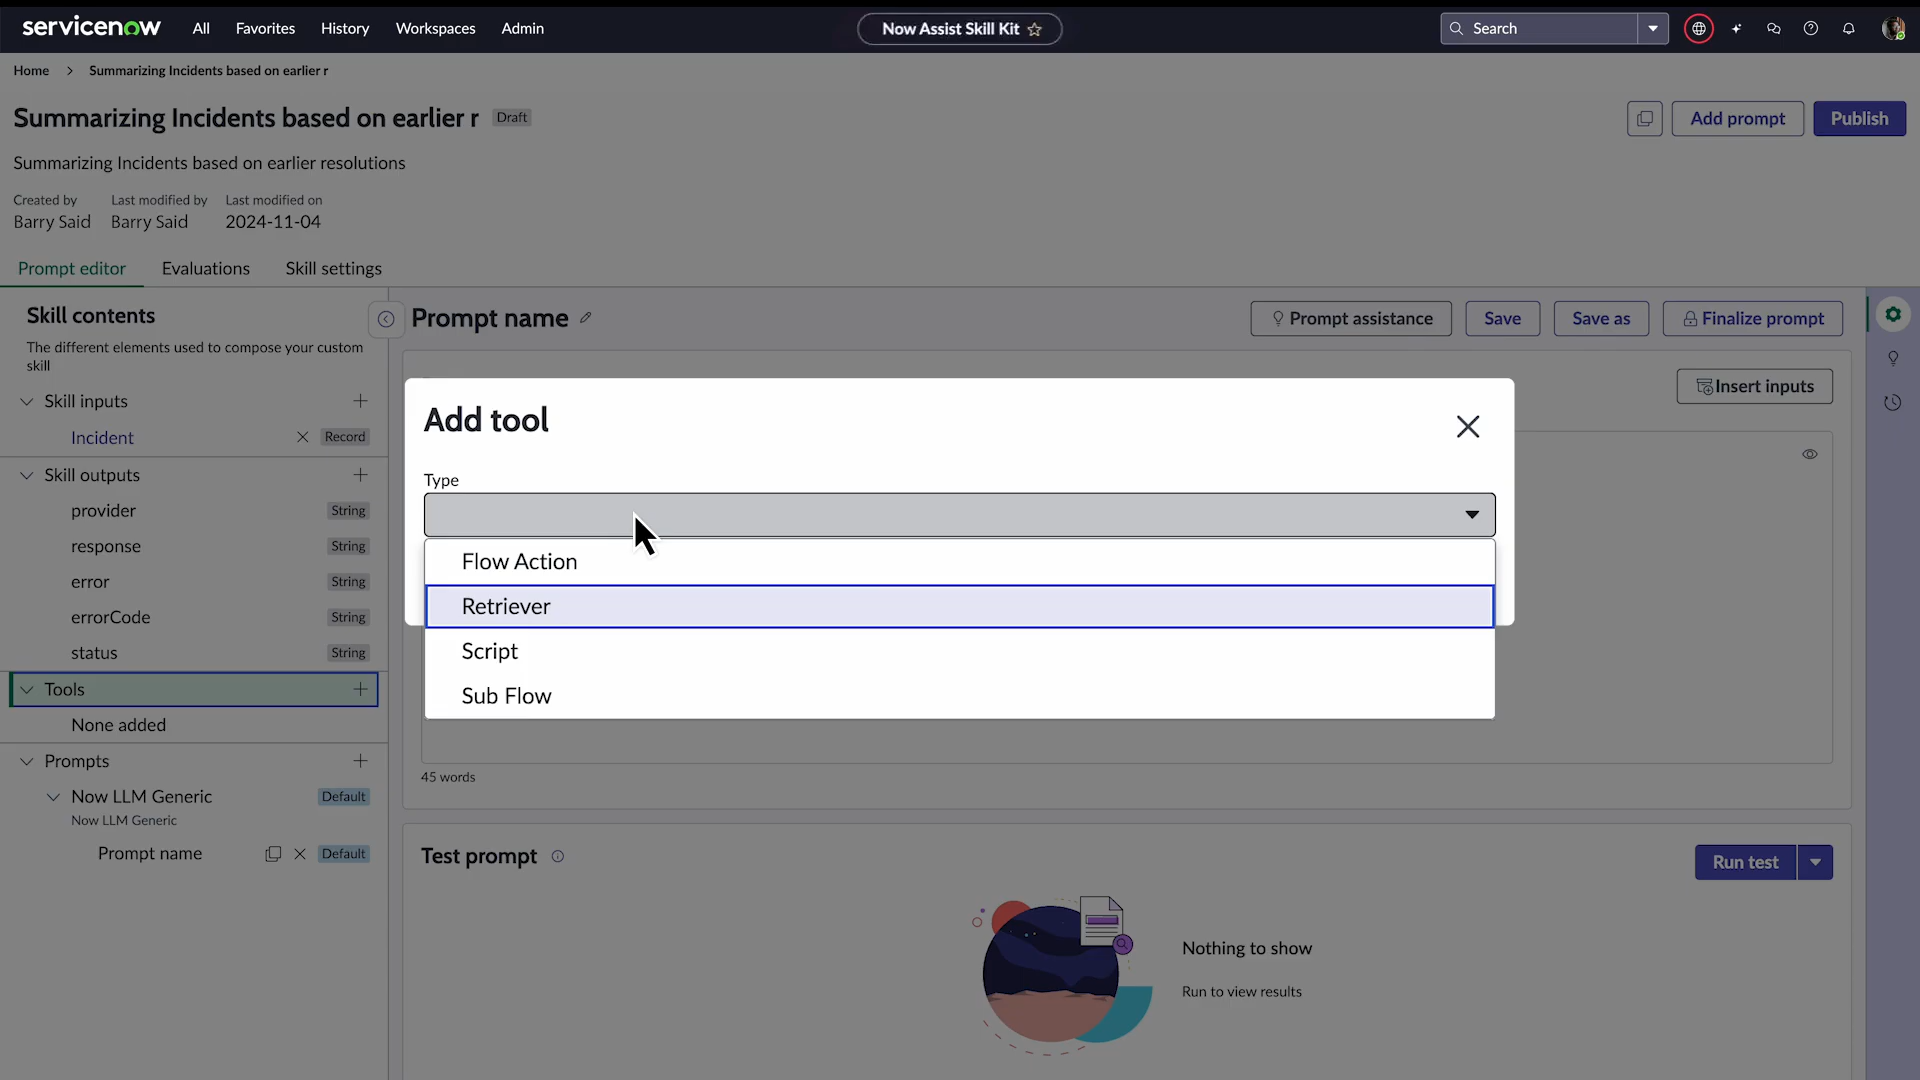 servicenow
All
Favorites
History
Workspaces
Admin
Now Assist Skill Kit
Search
Home
Summarizing Incidents based on earlier r
Summarizing Incidents based on earlier r
Draft
Add prompt
Publish
Summarizing Incidents based on earlier resolutions
Created by
Last modified by
Last modified on
Barry Said
Barry Said
2024-11-04
Prompt editor
Evaluations
Skill settings
Skill contents
The different elements used to compose your custom
skill
Skill inputs
Incident
Record
Skill outputs
provider
String
response
String
error
String
errorCode
String
status
String
Tools
None added
Prompts
Now LLM Generic
Default
Now LLM Generic
Prompt name
Default
Prompt name
Prompt assistance
Save
Save as
Finalize prompt
Insert inputs
Add tool
Type
Flow Action
Retriever
Script
Sub Flow
45 words
Test prompt
Run test
Nothing to show
Run to view results